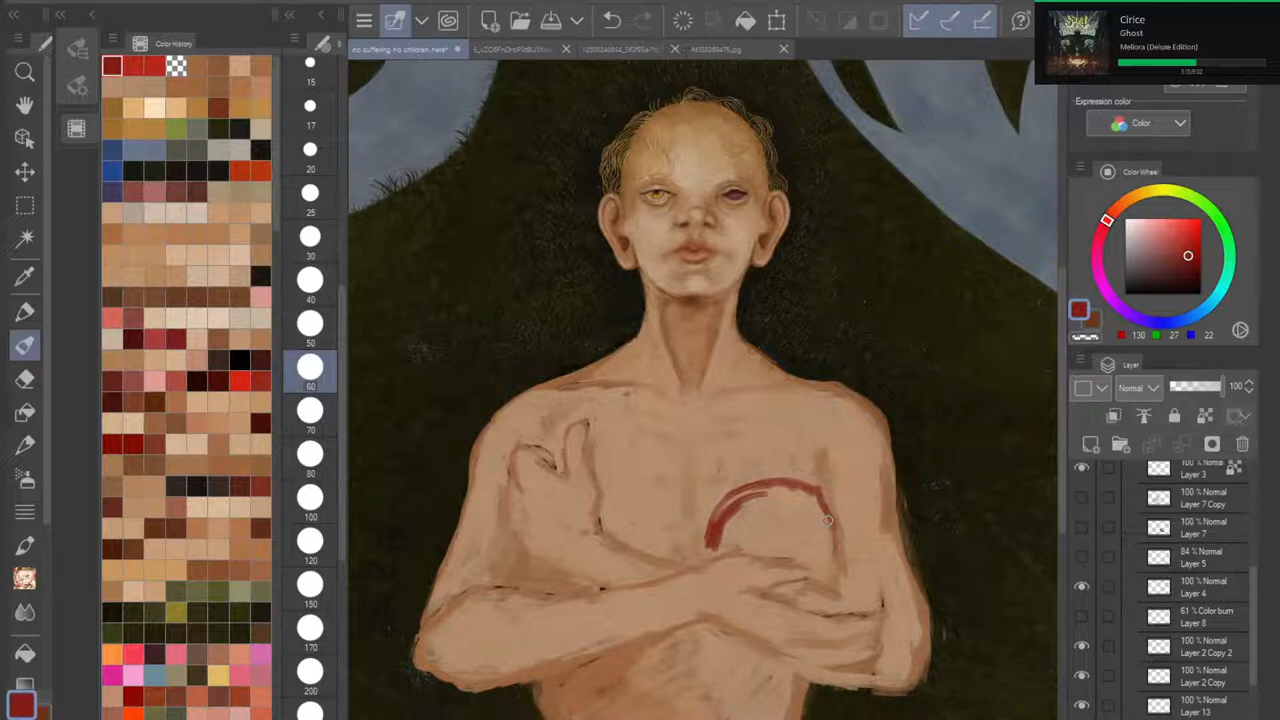 Color History
no suffering no children here*
15
17
20
25
30
40
50
60
70
80
100
120
150
170
200
Cirice
Ghost
Meliora (Deluxe Edition)
3:13/6:02
Expression color
Color
Color Wheel
130
27
22
Layer
Normal
100
100 % Normal
Layer 3
100 % Normal
Layer 7 Copy
100 % Normal
Layer 7
84 % Normal
Layer 5
100 % Normal
Layer 4
61 % Color burn
Layer 8
100 % Normal
Layer 2 Copy 2
100 % Normal
Layer 2 Copy
100 % Normal
Layer 13